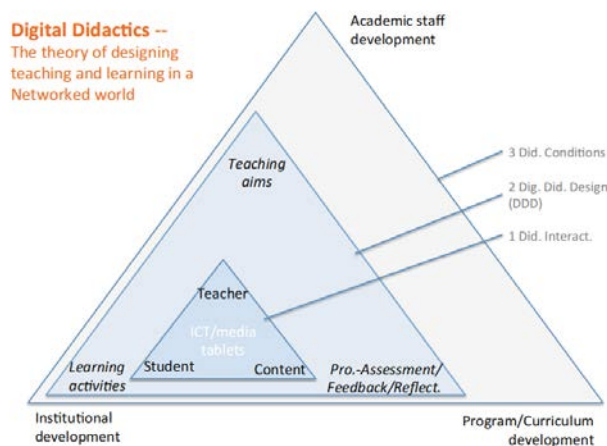 Digital Didactics --
The theory of designing
teaching and learning in a
Networked world
Academic staff
development
3 Did. Conditions
2 Dig. Did. Design
(DDD)
1 Did. Interact.
Teaching
aims
Teacher
ICT/media
tablets
Student
Content
Learning
activities
Pro.-Assessment/
Feedback/Reflect.
Institutional
development
Program/Curriculum
development